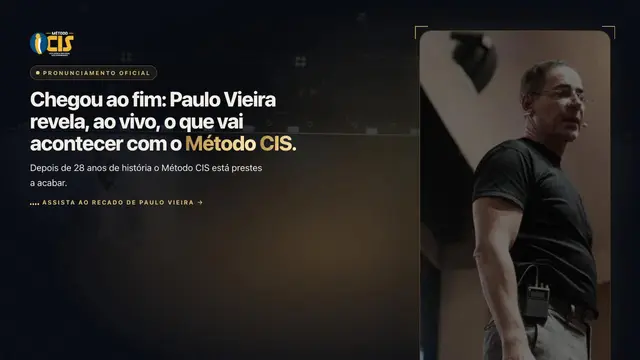 MÉTODO
CIS
PRONUNCIAMENTO OFICIAL
Chegou ao fim: Paulo Vieira
revela, ao vivo, o que vai
acontecer com o Método CIS.
Depois de 28 anos de história o Método CIS está prestes
a acabar.
ASSISTA AO RECADO DE PAULO VIEIRA →